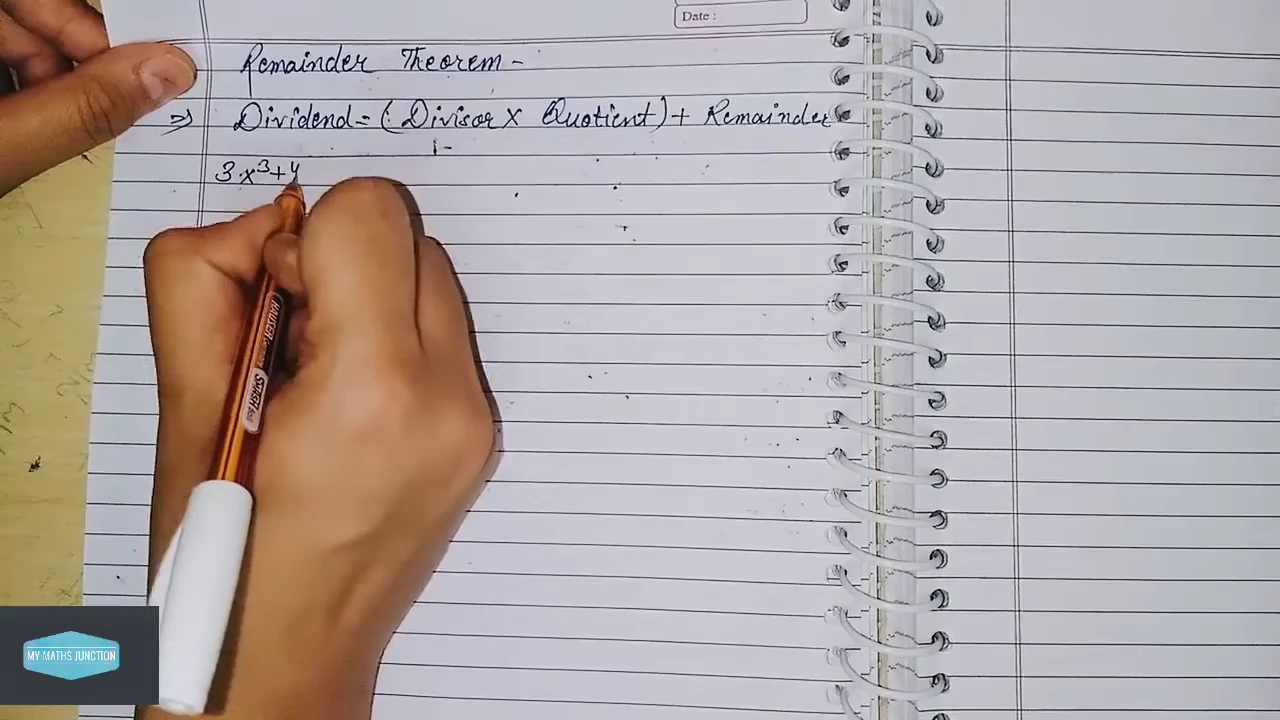 Date :
Remainder Theorem -
⇒ Dividend = (Divisor × Quotient) + Remainder
3x³+4
MY MATHS JUNCTION